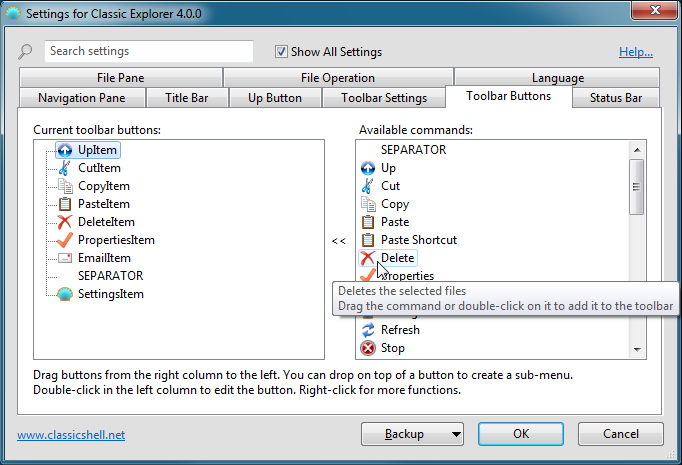 Settings for Classic Explorer 4.0.0
Search settings
Show All Settings
Help...
File Pane
File Operation
Language
Navigation Pane
Title Bar
Up Button
Toolbar Settings
Toolbar Buttons
Status Bar
Current toolbar buttons:
UpItem
CutItem
CopyItem
PasteItem
DeleteItem
PropertiesItem
EmailItem
SEPARATOR
SettingsItem
<<
Available commands:
SEPARATOR
Up
Cut
Copy
Paste
Paste Shortcut
Delete
Properties
Deletes the selected files
Drag the command or double-click on it to add it to the toolbar
Refresh
Stop
Drag buttons from the right column to the left. You can drop on top of a button to create a sub-menu.
Double-click in the left column to edit the button. Right-click for more functions.
www.classicshell.net
Backup
OK
Cancel